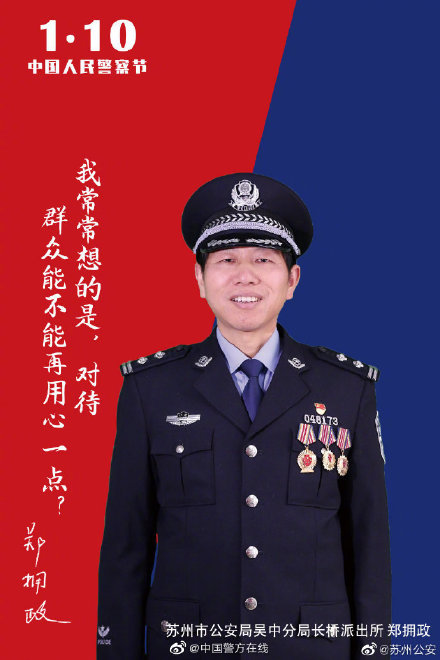 1·10
中国人民警察节
我常常想的是，对待
群众能不能再用心一点？
郑拥政
048173
POLICE
苏州市公安局吴中分局长桥派出所 郑拥政
@中国警方在线
@苏州公安